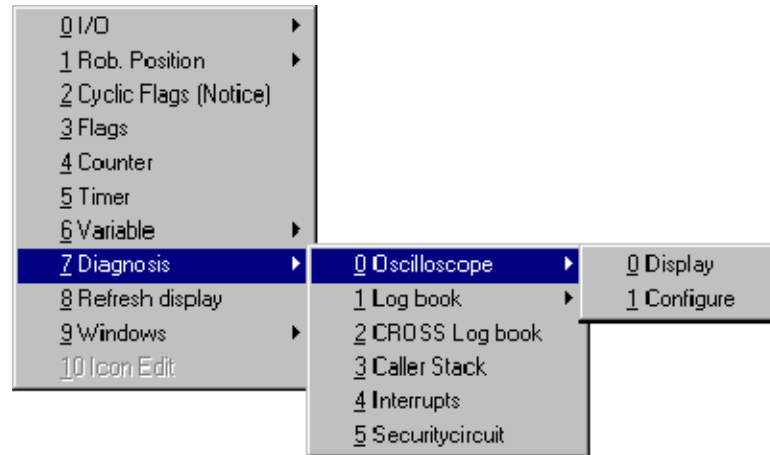 0 I/O
1 Rob. Position
2 Cyclic Flags (Notice)
3 Flags
4 Counter
5 Timer
6 Variable
7 Diagnosis
8 Refresh display
9 Windows
10 Icon Edit
0 Oscilloscope
1 Log book
2 CROSS Log book
3 Caller Stack
4 Interrupts
5 Securitycircuit
0 Display
1 Configure